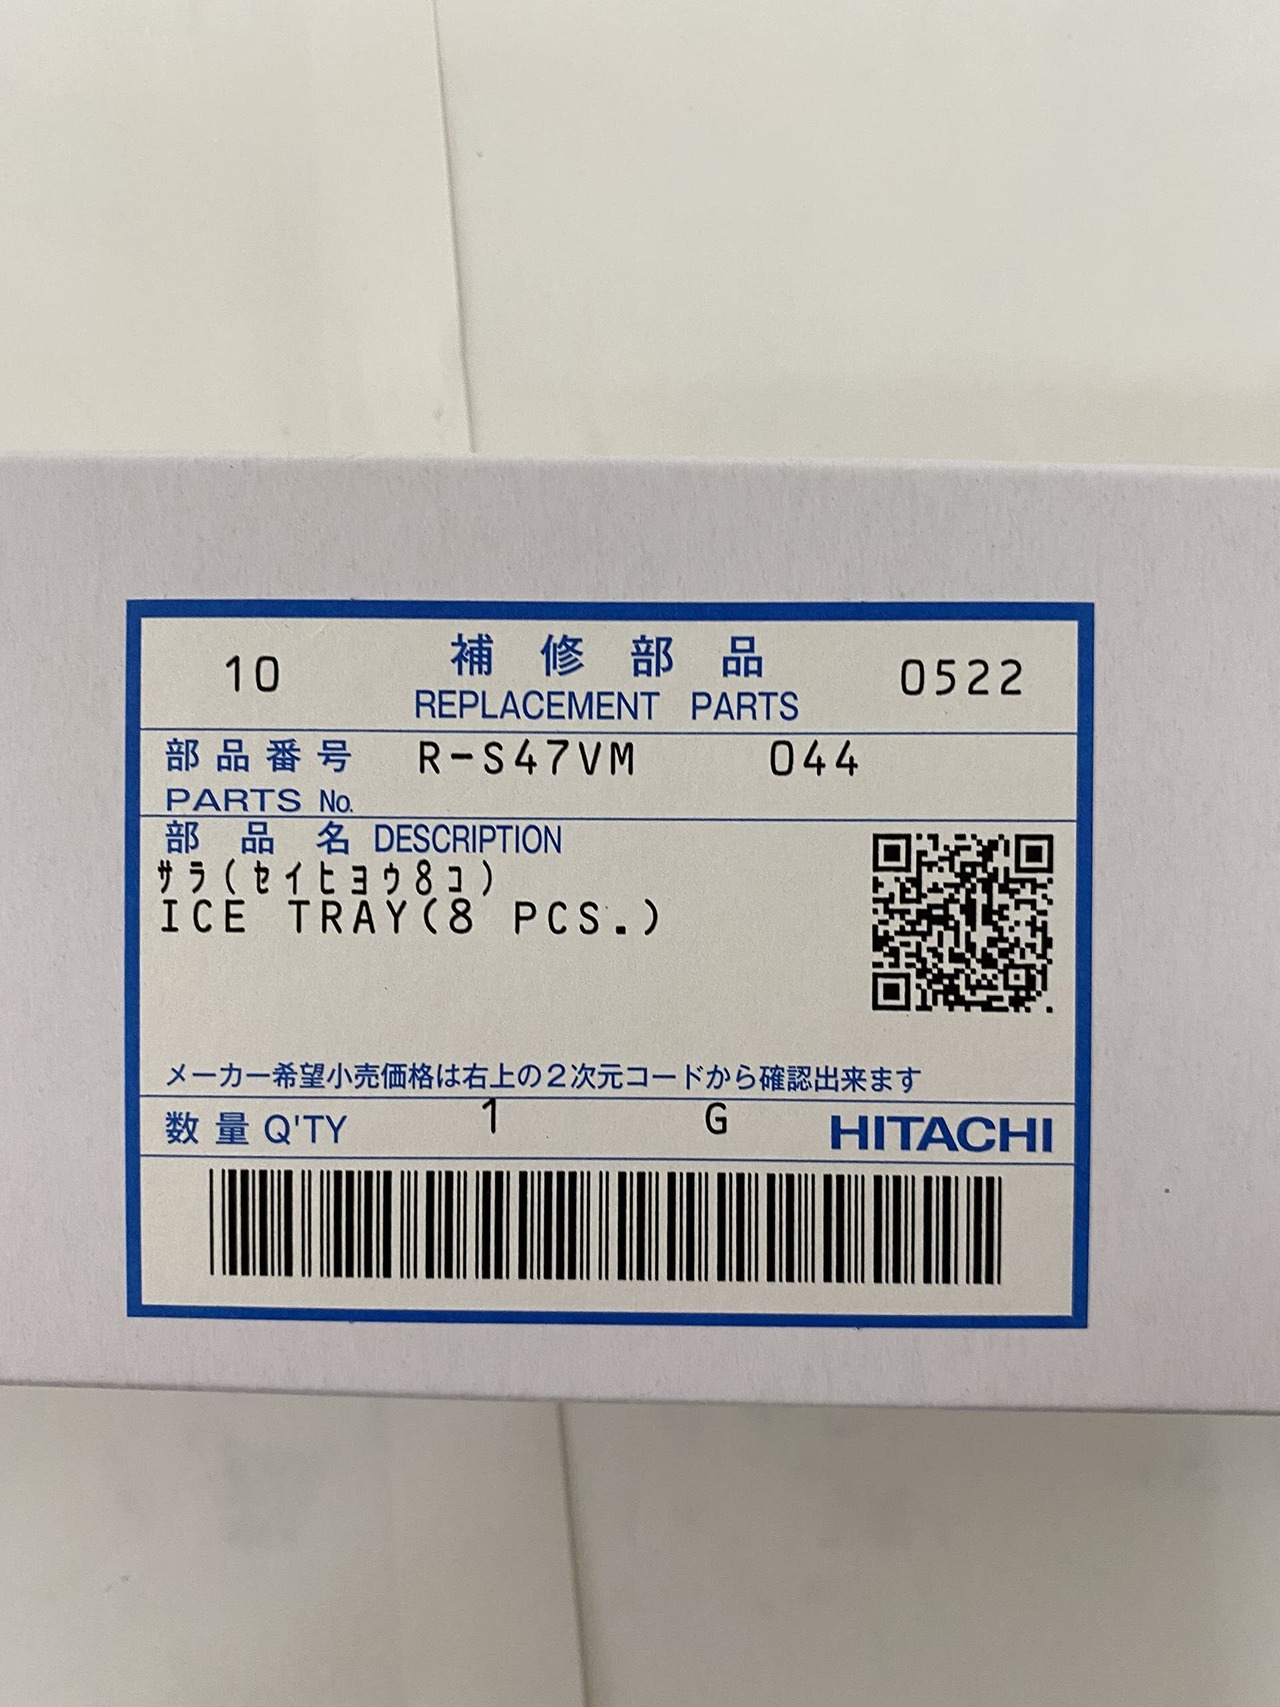 10 補修部品 0522
REPLACEMENT PARTS
部品番号 R-S47VM 044
PARTS No.
部品名 DESCRIPTION
ｻﾗ(ｾｲﾋﾖｳ8ｺ)
ICE TRAY(8 PCS.)
メーカー希望小売価格は右上の2次元コードから確認出来ます
数量 Q'TY 1 G HITACHI